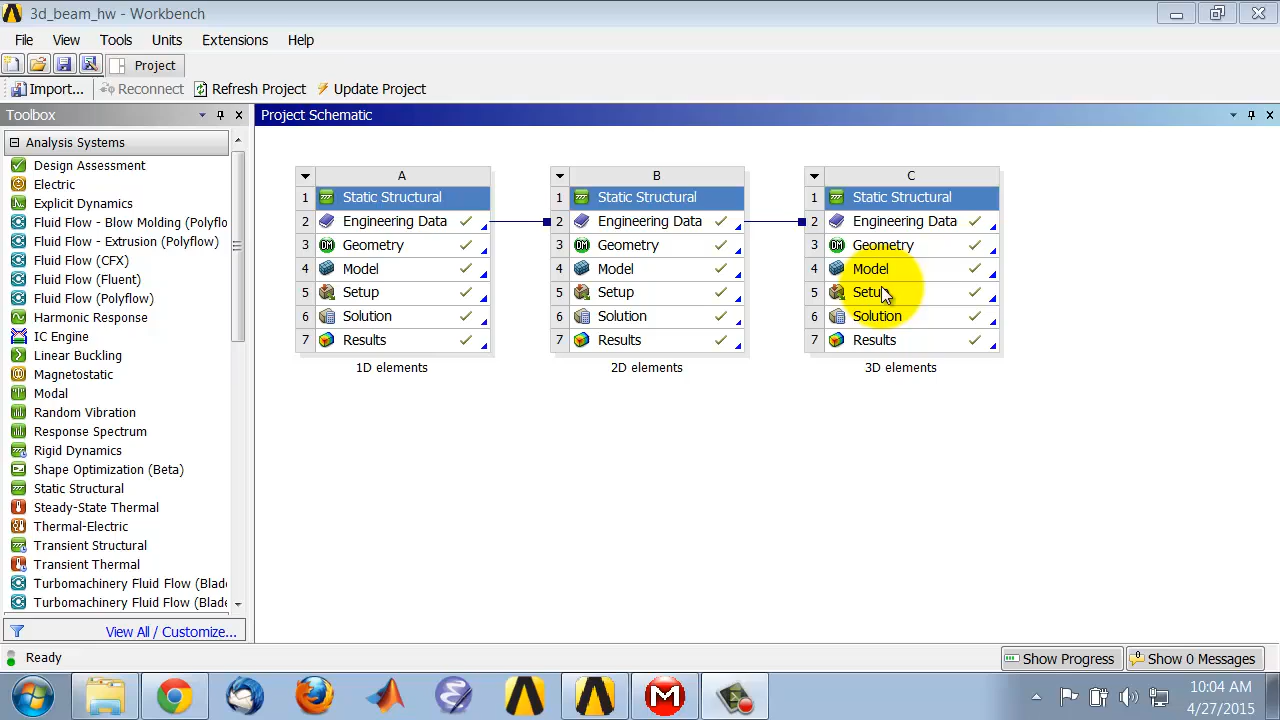 3d_beam_hw - Workbench
File View Tools Units Extensions Help
Project
Import... Reconnect Refresh Project Update Project
Toolbox
Analysis Systems
Design Assessment
Electric
Explicit Dynamics
Fluid Flow - Blow Molding (Polyflo
Fluid Flow - Extrusion (Polyflow)
Fluid Flow (CFX)
Fluid Flow (Fluent)
Fluid Flow (Polyflow)
Harmonic Response
IC Engine
Linear Buckling
Magnetostatic
Modal
Random Vibration
Response Spectrum
Rigid Dynamics
Shape Optimization (Beta)
Static Structural
Steady-State Thermal
Thermal-Electric
Transient Structural
Transient Thermal
Turbomachinery Fluid Flow (Blade
Turbomachinery Fluid Flow (Blade
View All / Customize...
Project Schematic
A
1 Static Structural
2 Engineering Data
3 DM Geometry
4 Model
5 Setup
6 Solution
7 Results
1D elements
B
1 Static Structural
2 Engineering Data
3 DM Geometry
4 Model
5 Setup
6 Solution
7 Results
2D elements
C
1 Static Structural
2 Engineering Data
3 DM Geometry
4 Model
5 Setup
6 Solution
7 Results
3D elements
Ready
Show Progress Show 0 Messages
10:04 AM
4/27/2015